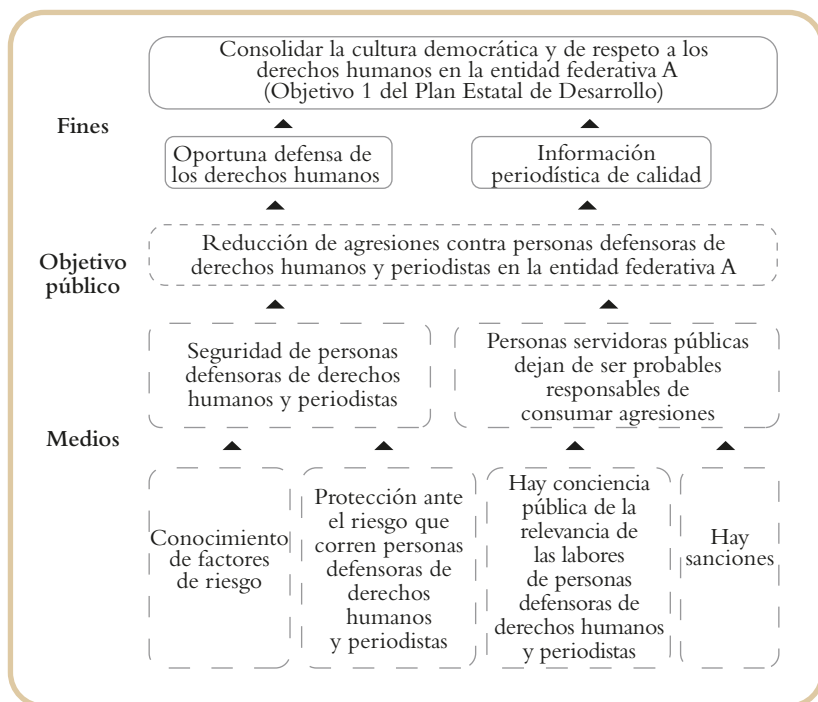 Consolidar la cultura democrática y de respeto a los
derechos humanos en la entidad federativa A
(Objetivo 1 del Plan Estatal de Desarrollo)
Fines
Oportuna defensa de
los derechos humanos
Información
periodística de calidad
Objetivo
público
Reducción de agresiones contra personas defensoras de
derechos humanos y periodistas en la entidad federativa A
Seguridad de personas
defensoras de derechos
humanos y periodistas
Personas servidoras públicas
dejan de ser probables
responsables de
consumar agresiones
Medios
Conocimiento
de factores
de riesgo
Protección ante
el riesgo que
corren personas
defensoras de
derechos
humanos
y periodistas
Hay conciencia
pública de la
relevancia de
las labores
de personas
defensoras de
derechos humanos
y periodistas
Hay
sanciones